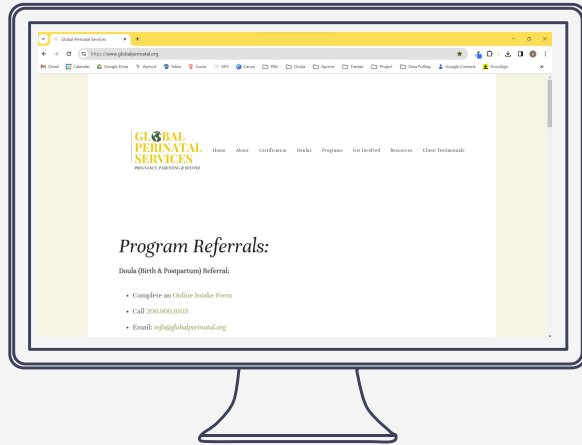 Global Perinatal Services
https://www.globalperinatal.org
Gmail Calendar Google Drive Apricot Teleio Gusto GPS Canva P&L Doula Apricot Tracker Project Data Pulling Google Contacts DocuSign
GLOBAL
PERINATAL
SERVICES
PREGNANCY, PARENTING & BEYOND
Home About Certification Doulas Programs Get Involved Resources Client Testimonials
Program Referrals:
Doula (Birth & Postpartum) Referral:
• Complete an Online Intake Form
• Call 206.900.9103
• Email: info@globalperinatal.org